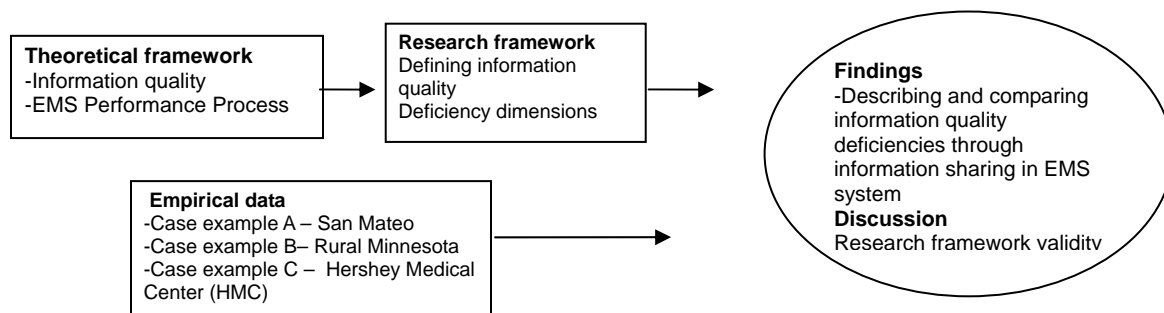 Theoretical framework
-Information quality
-EMS Performance Process
Research framework
Defining information
quality
Deficiency dimensions
Empirical data
-Case example A – San Mateo
-Case example B– Rural Minnesota
-Case example C – Hershey Medical
Center (HMC)
Findings
-Describing and comparing
information quality
deficiencies through
information sharing in EMS
system
Discussion
Research framework validity